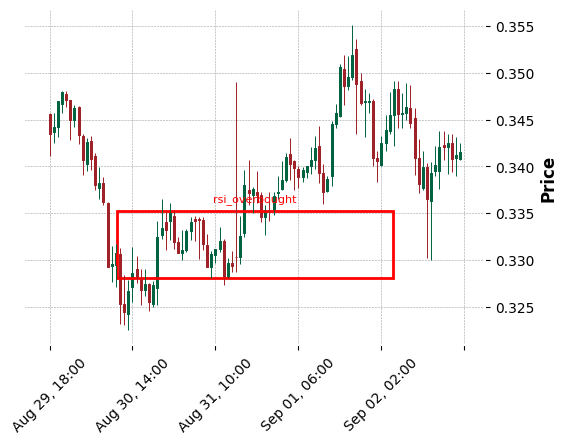 0.355
0.350
0.345
0.340
0.335
0.330
0.325
Price
rsi_overbought
Aug 29, 18:00
Aug 30, 14:00
Aug 31, 10:00
Sep 01, 06:00
Sep 02, 02:00